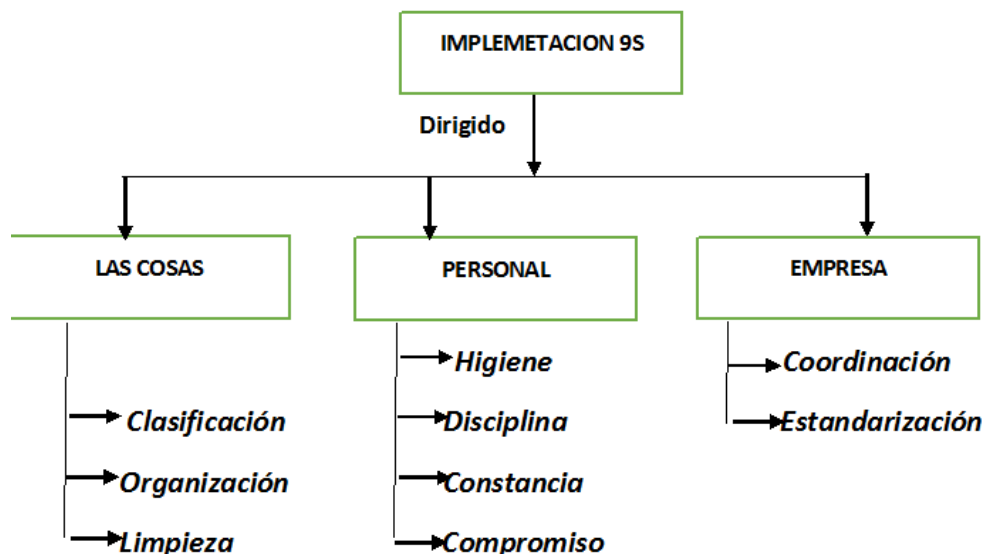 IMPLEMETACION 9S
Dirigido
LAS COSAS
PERSONAL
EMPRESA
Clasificación
Organización
Limpieza
Higiene
Disciplina
Constancia
Compromiso
Coordinación
Estandarización